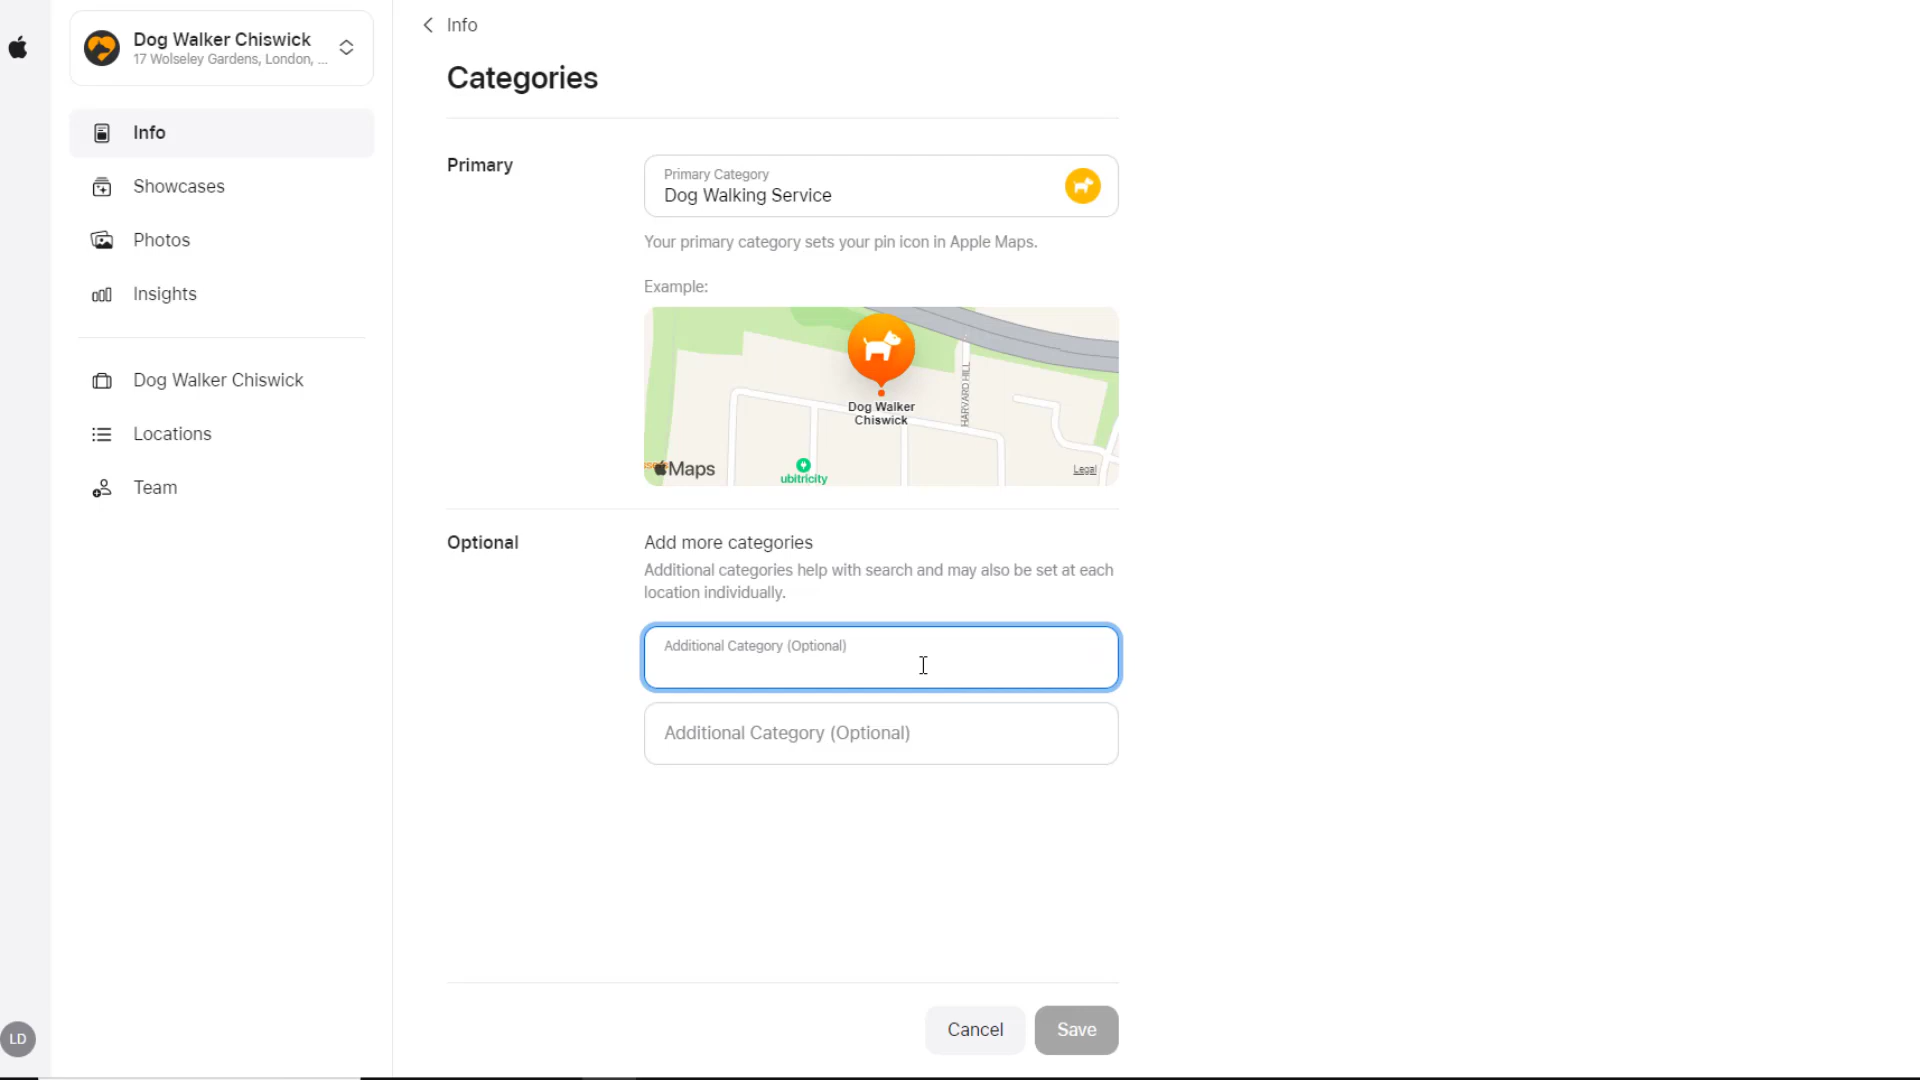 Dog Walker Chiswick
17 Wolseley Gardens, London, ...
Info
Showcases
Photos
Insights
Dog Walker Chiswick
Locations
Team
LD
Info
Categories
Primary
Primary Category
Dog Walking Service
Your primary category sets your pin icon in Apple Maps.
Example:
HARVARD HILL
Dog Walker
Chiswick
Maps
ubitricity
Legal
Optional
Add more categories
Additional categories help with search and may also be set at each
location individually.
Additional Category (Optional)
Additional Category (Optional)
Cancel
Save